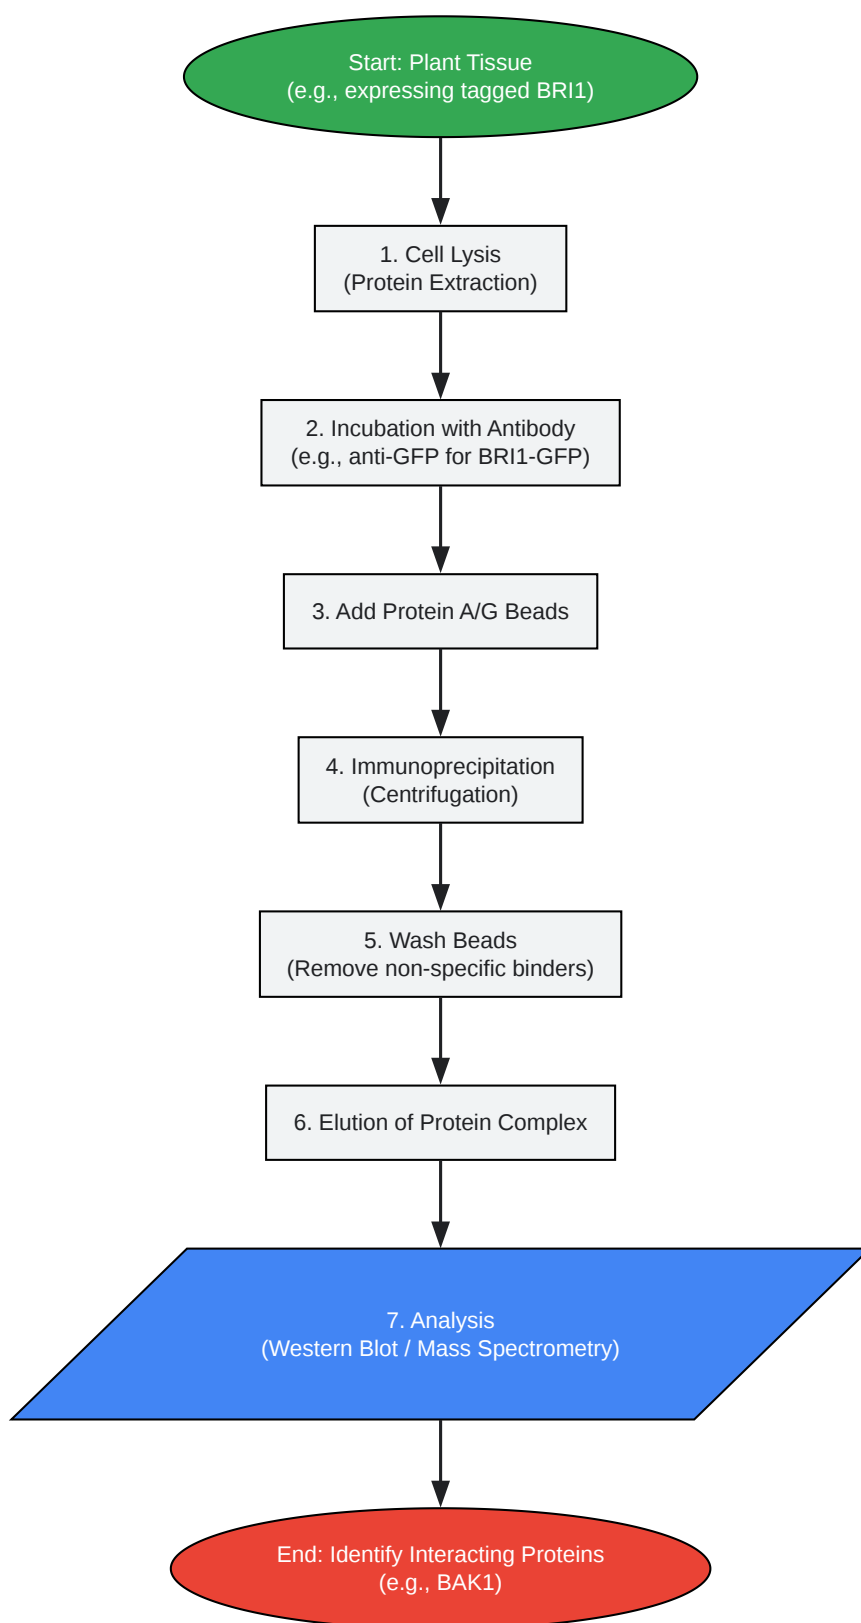 Start: Plant Tissue
(e.g., expressing tagged BRI1)
1. Cell Lysis
(Protein Extraction)
2. Incubation with Antibody
(e.g., anti-GFP for BRI1-GFP)
3. Add Protein A/G Beads
4. Immunoprecipitation
(Centrifugation)
5. Wash Beads
(Remove non-specific binders)
6. Elution of Protein Complex
7. Analysis
(Western Blot / Mass Spectrometry)
End: Identify Interacting Proteins
(e.g., BAK1)